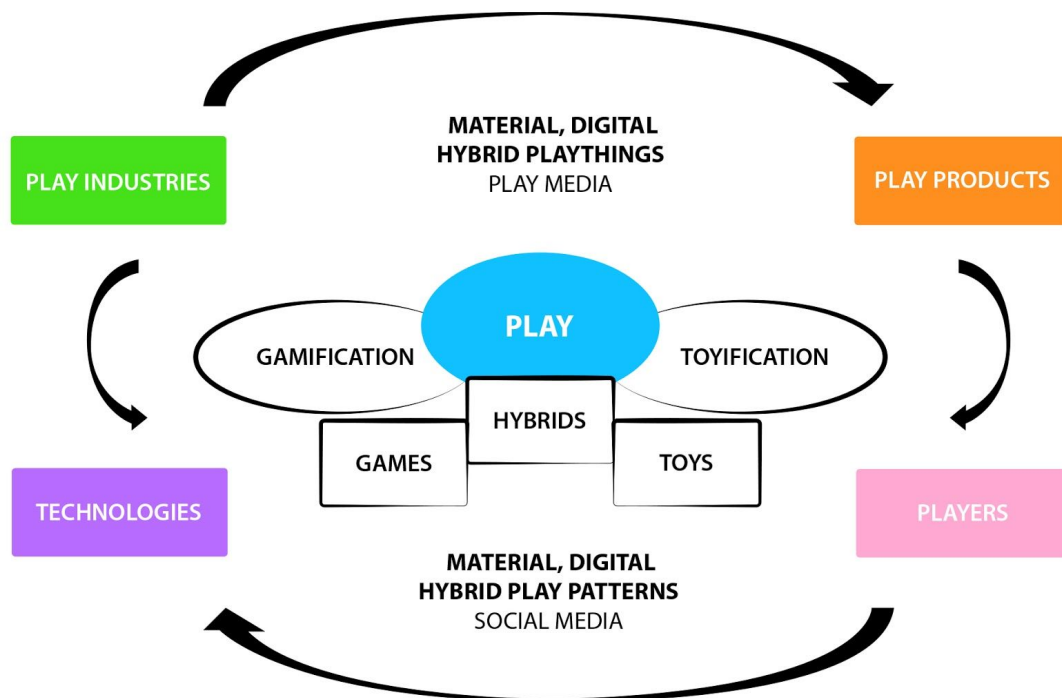 MATERIAL, DIGITAL
HYBRID PLAYTHINGS
PLAY MEDIA
PLAY INDUSTRIES
PLAY PRODUCTS
PLAY
GAMIFICATION
TOYIFICATION
HYBRIDS
GAMES
TOYS
TECHNOLOGIES
PLAYERS
MATERIAL, DIGITAL
HYBRID PLAY PATTERNS
SOCIAL MEDIA